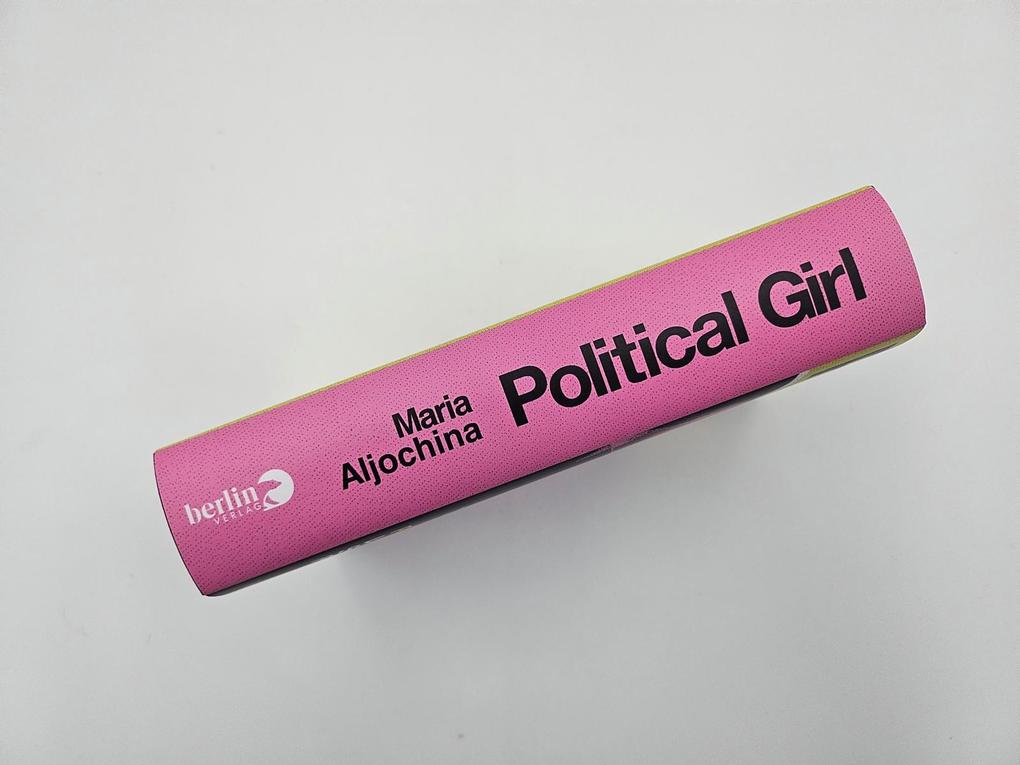 berlin
VERLAG
Maria
Aljochina
Political Girl